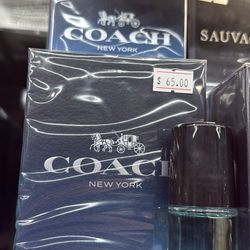 COACH
NEW YORK
SAUVA
$ 65.00
COACH
NEW YORK